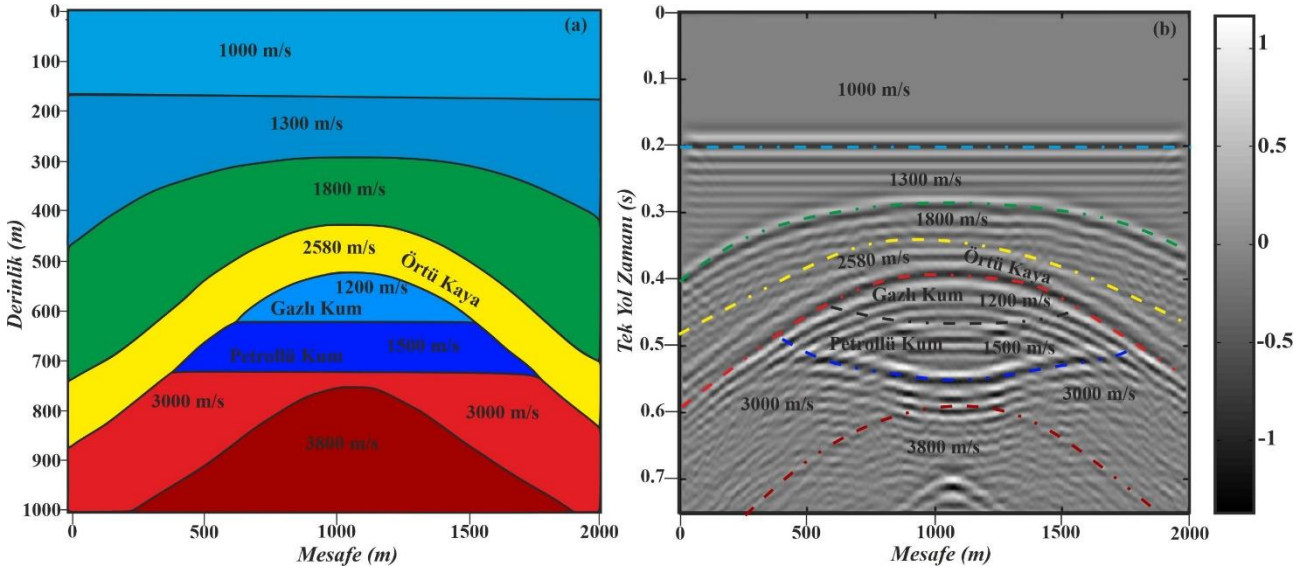 (a)
0
100
200
300
400
500
600
700
800
900
1000
Derinlik (m)
1000 m/s
1300 m/s
1800 m/s
2580 m/s
Örtü Kaya
1200 m/s
Gazlı Kum
1500 m/s
Petrollü Kum
3000 m/s
3000 m/s
3800 m/s
0
500
1000
1500
2000
Mesafe (m)
(b)
0
0.1
0.2
0.3
0.4
0.5
0.6
0.7
Tek Yol Zamanı (s)
1000 m/s
1300 m/s
1800 m/s
2580 m/s
Örtü Kaya
Gazlı Kum
1200 m/s
Petrollü Kum
1500 m/s
3000 m/s
3000 m/s
3800 m/s
0
500
1000
1500
2000
Mesafe (m)
1
0.5
0
-0.5
-1